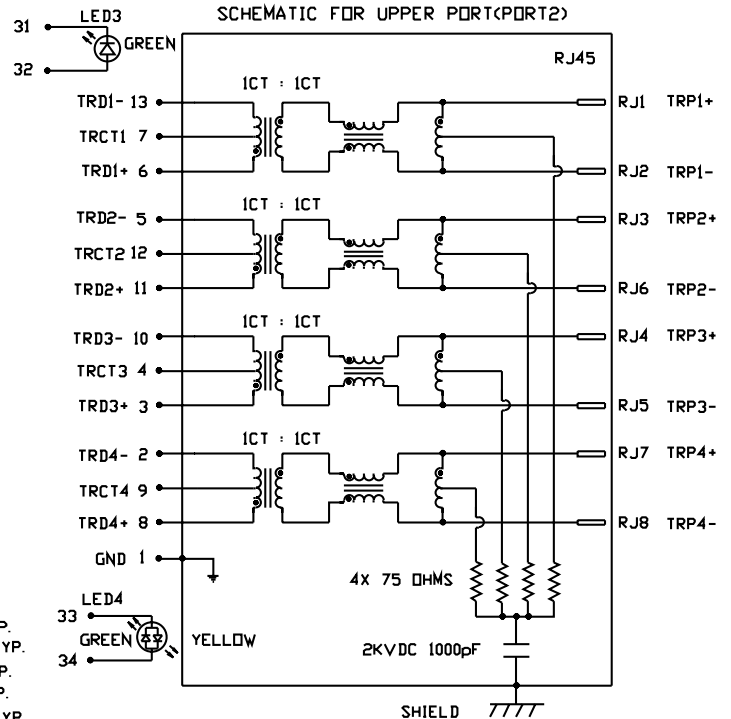 SCHEMATIC FOR UPPER PORT(PORT2)
LED3
31
GREEN
32
RJ45
1CT : 1CT
TRD1- 13
RJ1 TRP1+
TRCT1 7
TRD1+ 6
RJ2 TRP1-
1CT : 1CT
TRD2- 5
RJ3 TRP2+
TRCT2 12
TRD2+ 11
RJ6 TRP2-
1CT : 1CT
TRD3- 10
RJ4 TRP3+
TRCT3 4
TRD3+ 3
RJ5 TRP3-
1CT : 1CT
TRD4- 2
RJ7 TRP4+
TRCT4 9
TRD4+ 8
RJ8 TRP4-
GND 1
4X 75 OHMS
LED4
33
GREEN
YELLOW
34
2KVDC 1000pF
SHIELD
P.
YP.
P.
P.
YP.